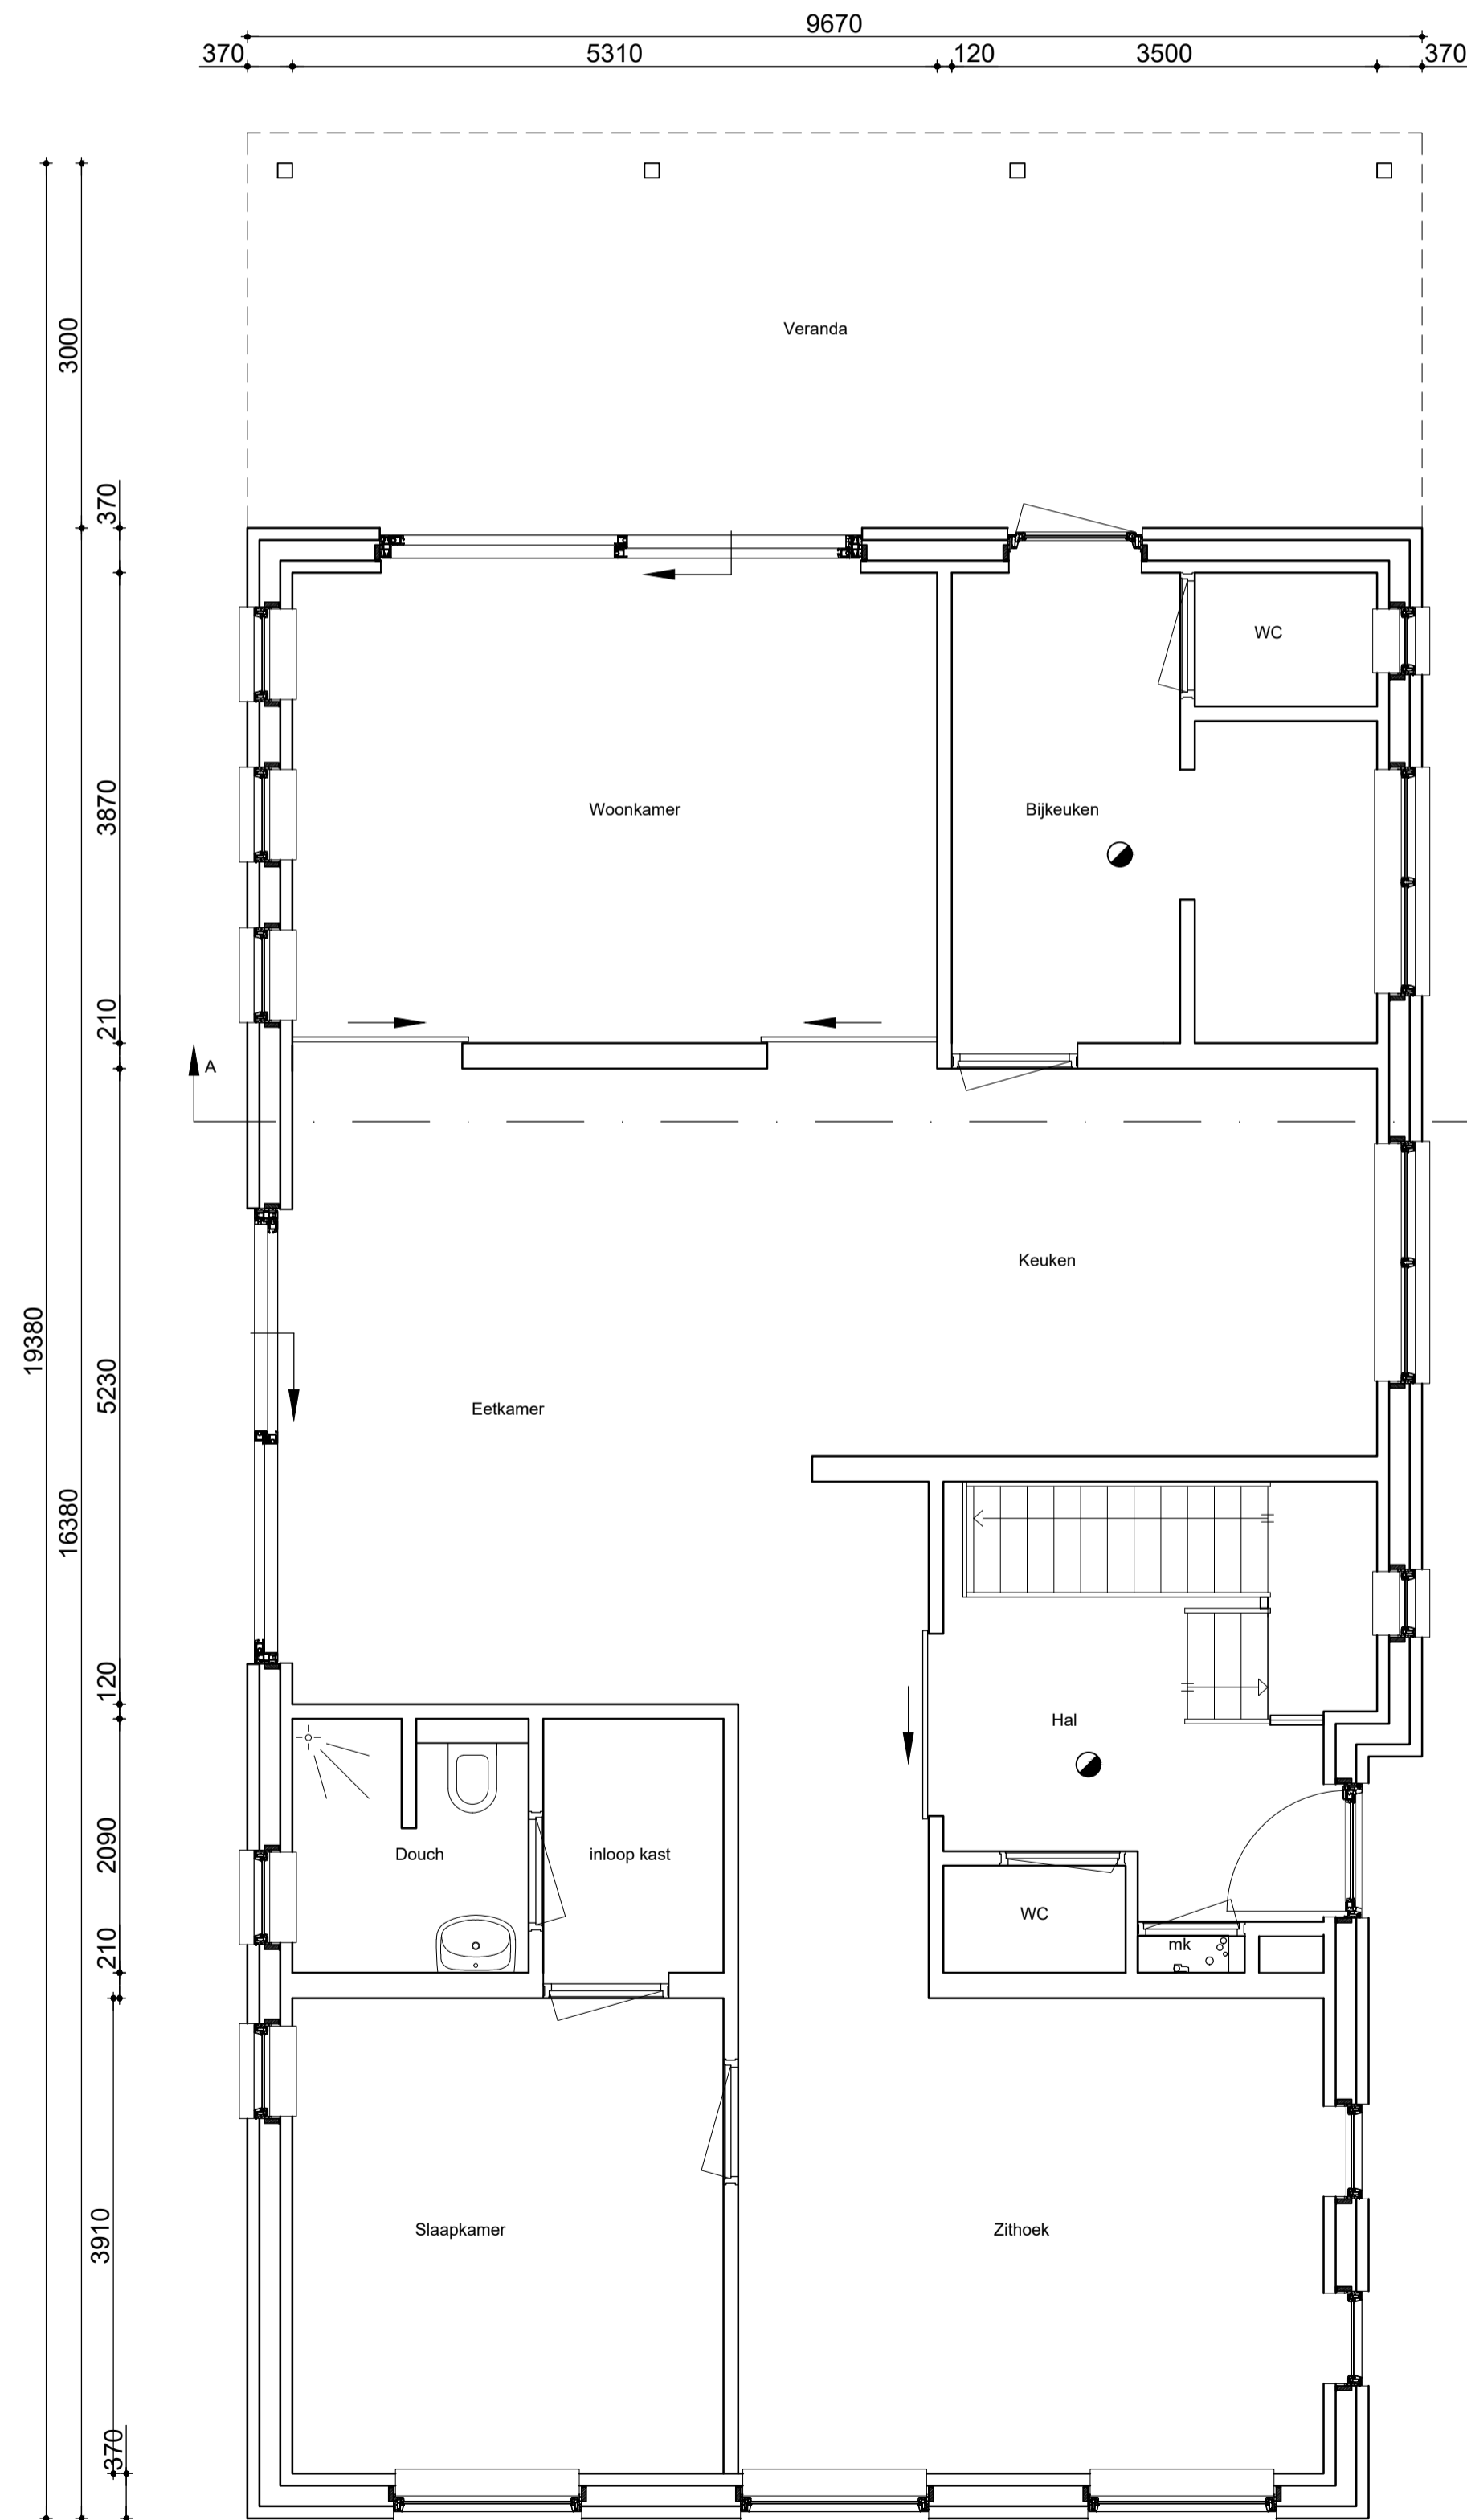 9670
370
5310
120
3500
370
Veranda
3000
370
WC
3870
Woonkamer
Bijkeuken
210
A
Keuken
19380
5230
Eetkamer
16380
120
Hal
2090
Douch
inloop kast
WC
210
mk
3910
Slaapkamer
Zithoek
370